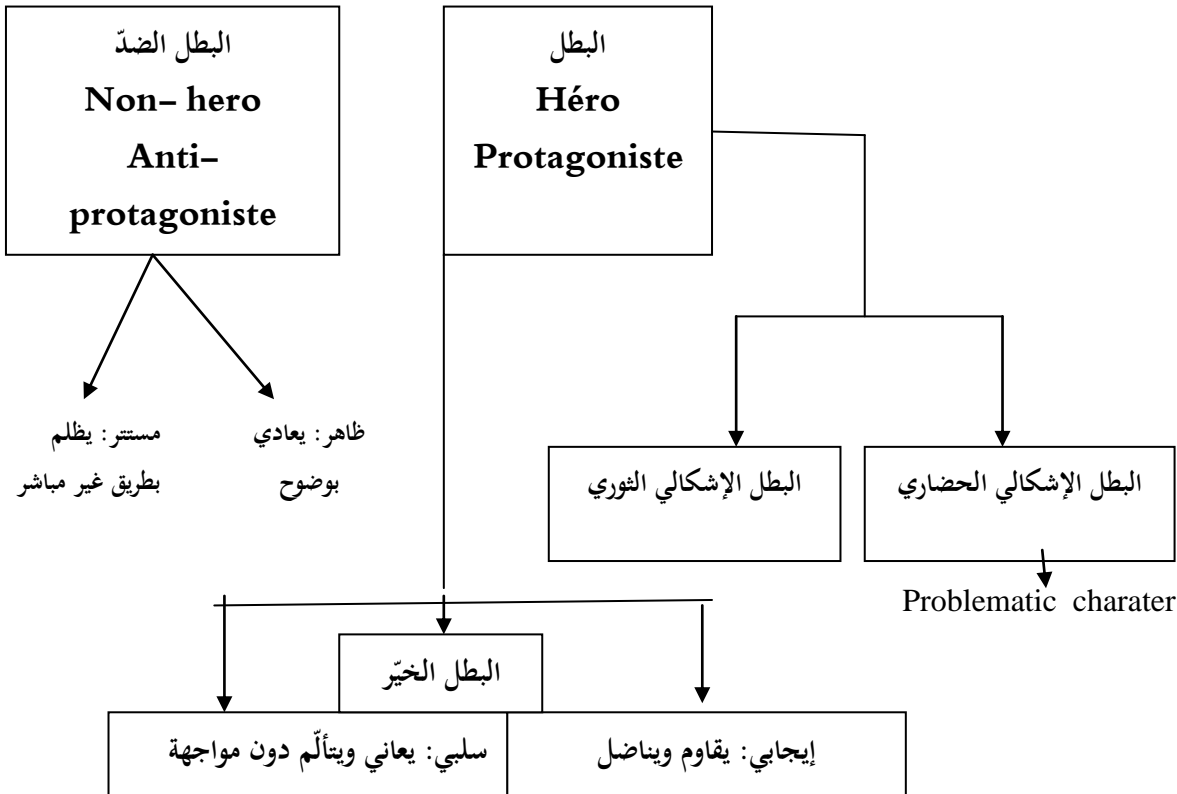 البطل
Héro
Protagoniste
البطل الضدّ
Non- hero
Anti-
protagoniste
ظاهر: يعادي
بوضوح
مستتر: يظلم
بطريق غير مباشر
البطل الإشكالي الحضاري
البطل الإشكالي الثوري
Problematic charater
البطل الخيّر
إيجابي: يقاوم ويناضل
سلبي: يعاني ويتألّم دون مواجهة